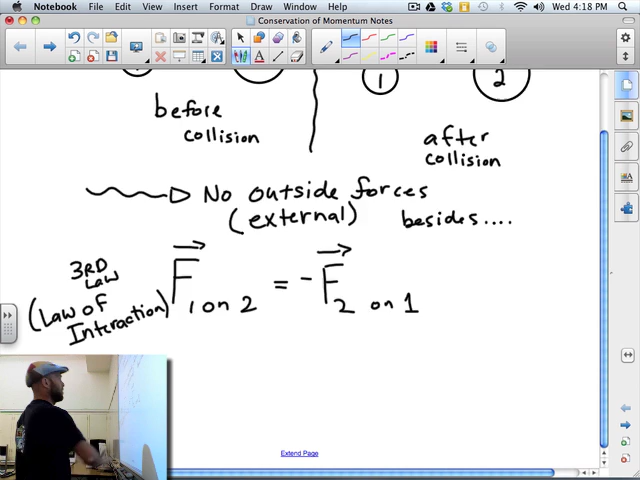 Notebook
File
Edit
View
Insert
Format
Tools
Draw
Window
Help
Wed 4:18 PM
Conservation of Momentum Notes
1
2
before
collision
after
collision
No outside forces
(external) besides....
3RD
Law
(Law of
Interaction)
F 1 on 2 = -F 2 on 1
Extend Page